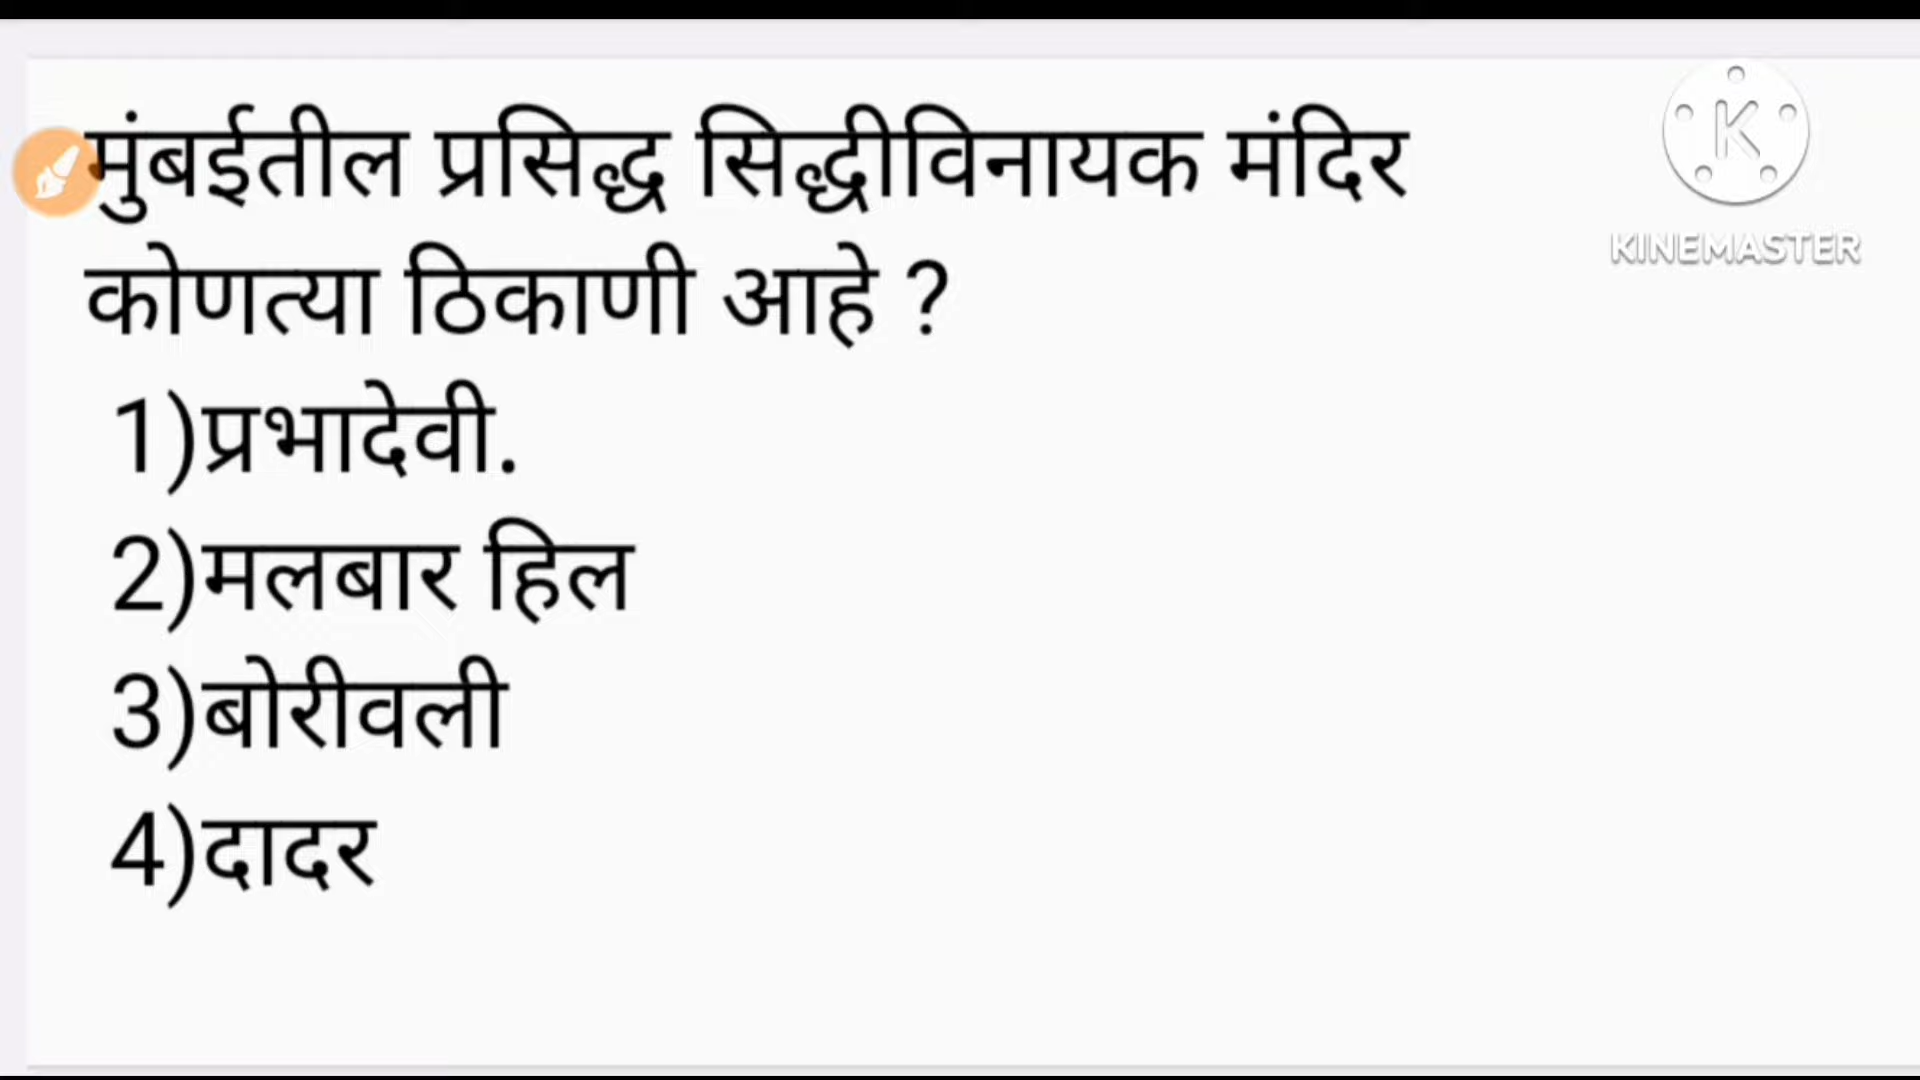 मुंबईतील प्रसिद्ध सिद्धीविनायक मंदिर
कोणत्या ठिकाणी आहे ?
1)प्रभादेवी.
2)मलबार हिल
3)बोरीवली
4)दादर
K
KINEMASTER